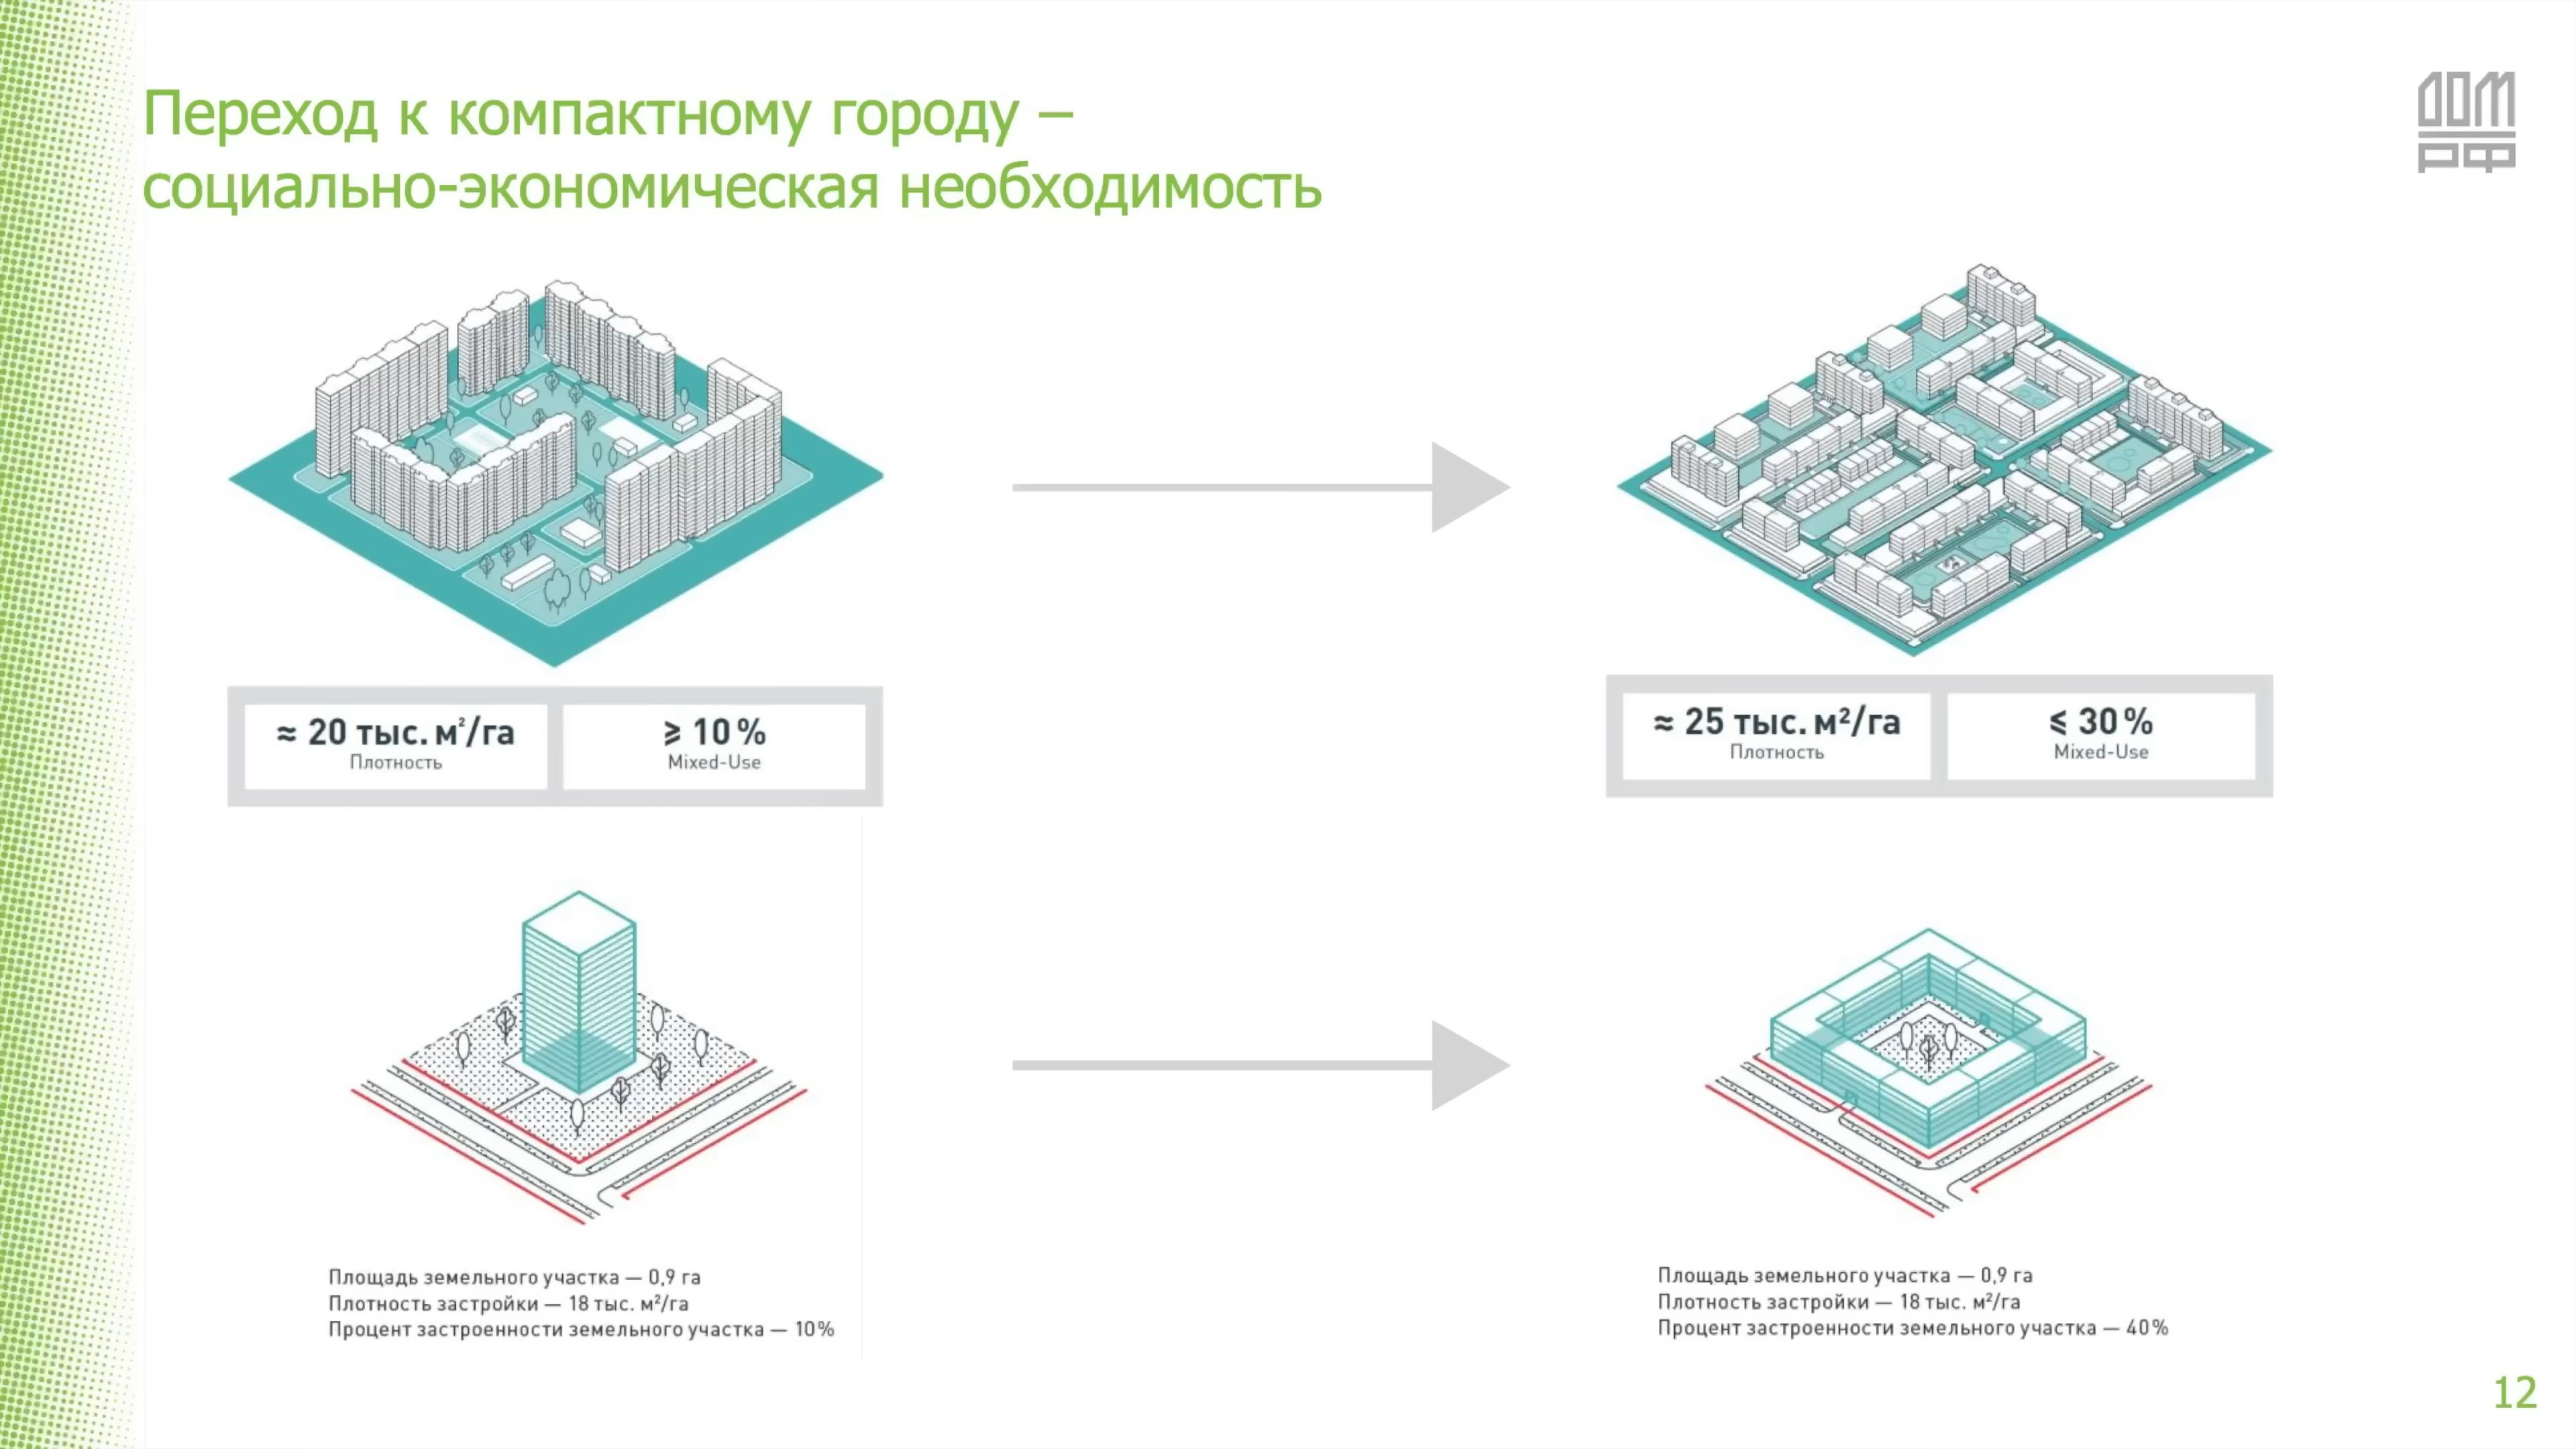 Переход к компактному городу –
социально-экономическая необходимость
ДОМ
РФ
≈ 20 тыс. м²/га
Плотность
⩾ 10 %
Mixed-Use
≈ 25 тыс. м²/га
Плотность
⩽ 30 %
Mixed-Use
Площадь земельного участка — 0,9 га
Плотность застройки — 18 тыс. м²/га
Процент застроенности земельного участка — 10 %
Площадь земельного участка — 0,9 га
Плотность застройки — 18 тыс. м²/га
Процент застроенности земельного участка — 40 %
12